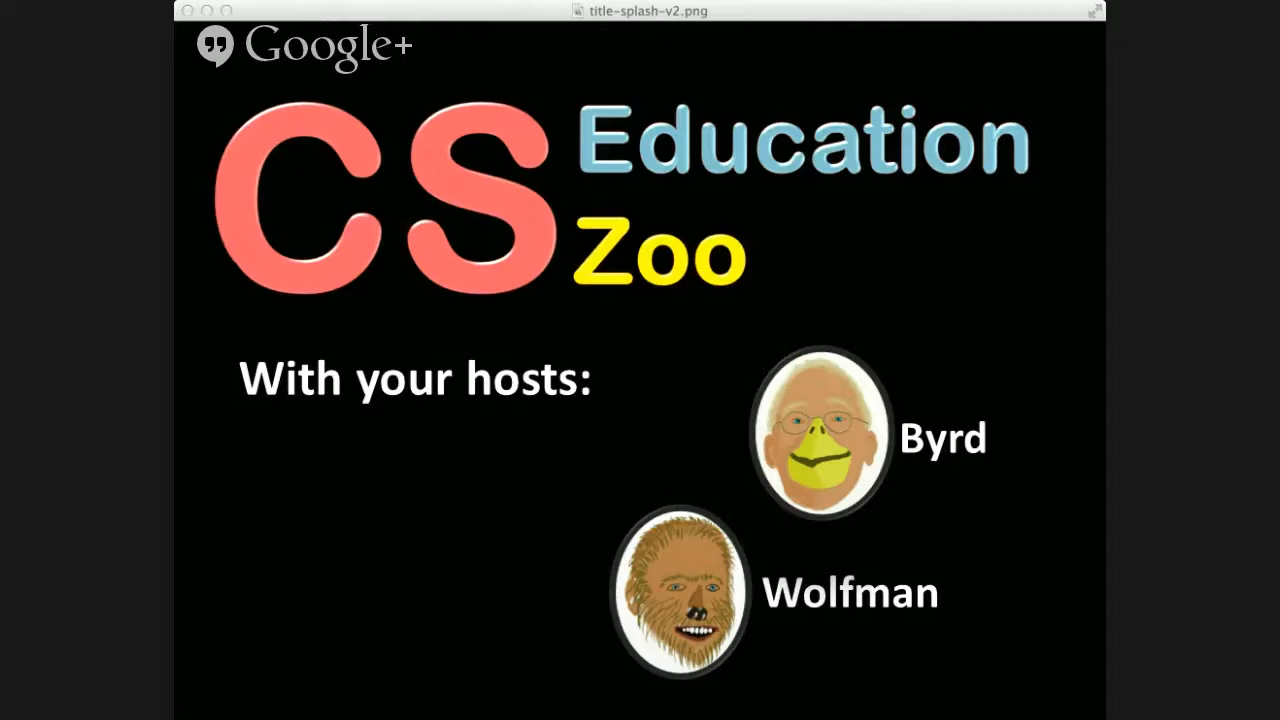 title-splash-v2.png
Google+
CS Education
Zoo
With your hosts:
Byrd
Wolfman